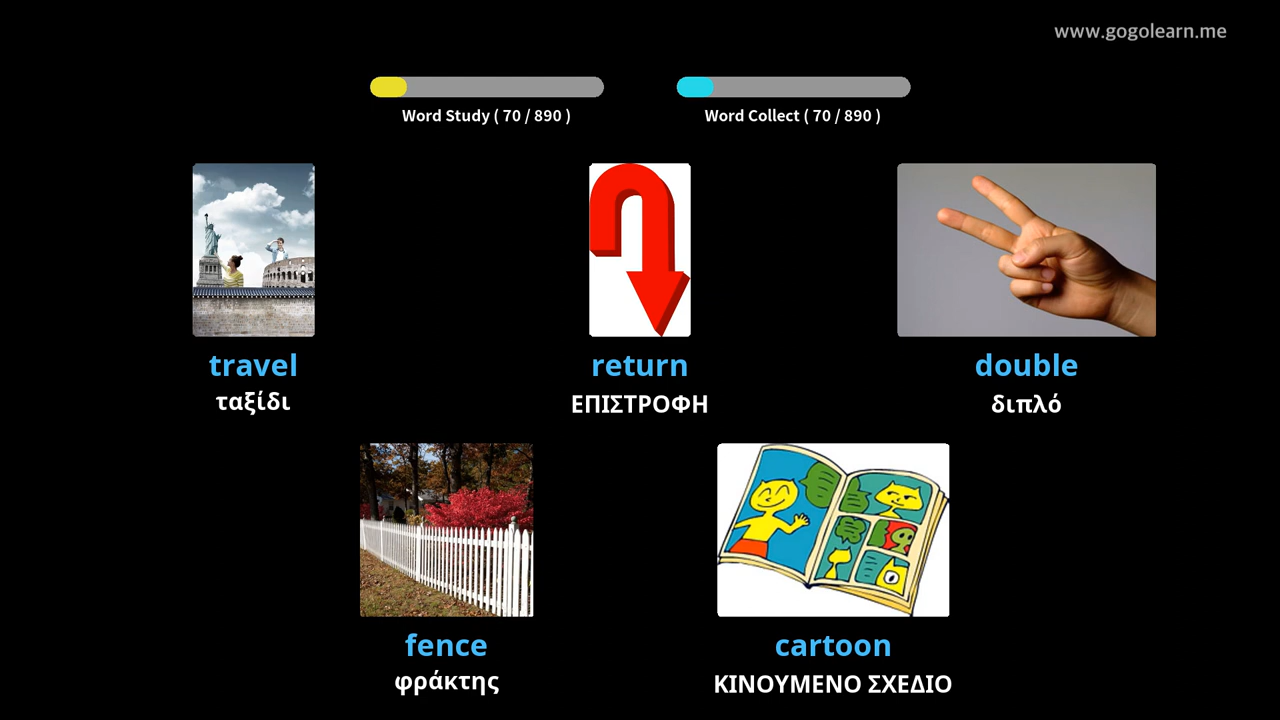 www.gogolearn.me
Word Study ( 70 / 890 )
Word Collect ( 70 / 890 )
travel
ταξίδι
return
ΕΠΙΣΤΡΟΦΗ
double
διπλό
fence
φράκτης
cartoon
ΚΙΝΟΥΜΕΝΟ ΣΧΕΔΙΟ